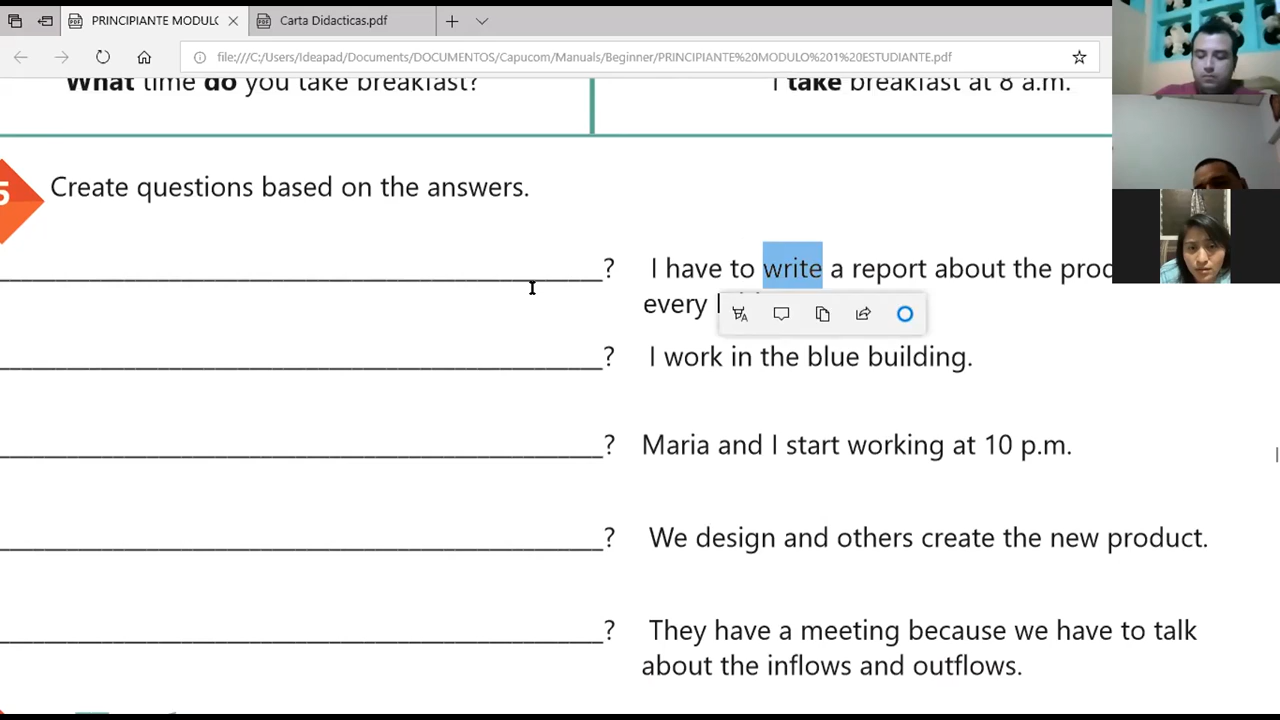 PRINCIPIANTE MODULO
Carta Didacticas.pdf
file:///C:/Users/Ideapad/Documents/DOCUMENTOS/Capucom/Manuals/Beginner/PRINCIPIANTE%20MODULO%201%20ESTUDIANTE.pdf
What time do you take breakfast? I take breakfast at 8 a.m.
5 Create questions based on the answers.
? I have to write a report about the
every
? I work in the blue building.
? Maria and I start working at 10 p.m.
? We design and others create the new product.
? They have a meeting because we have to talk
about the inflows and outflows.